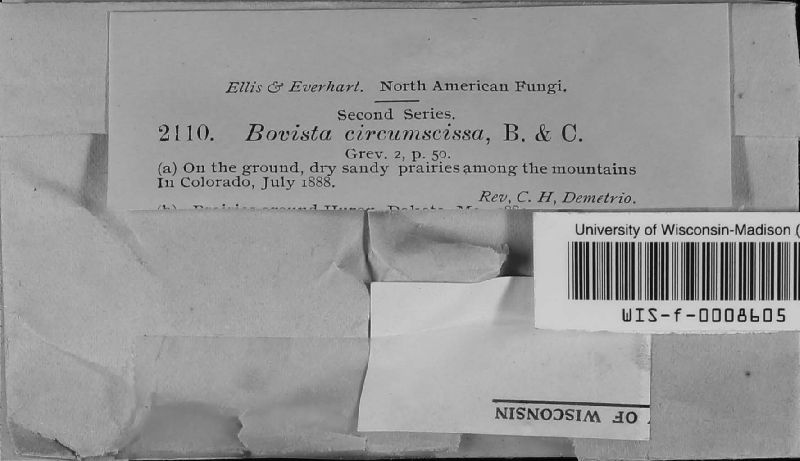 Ellis & Everhart. North American Fungi.
Second Series.
2110. Bovista circumscissa, B. & C.
Grev. 2, p. 50.
(a) On the ground, dry sandy prairies among the mountains
In Colorado, July 1888.
Rev, C. H, Demetrio.
University of Wisconsin-Madison (
WIS-f-0008605
OF WISCONSIN